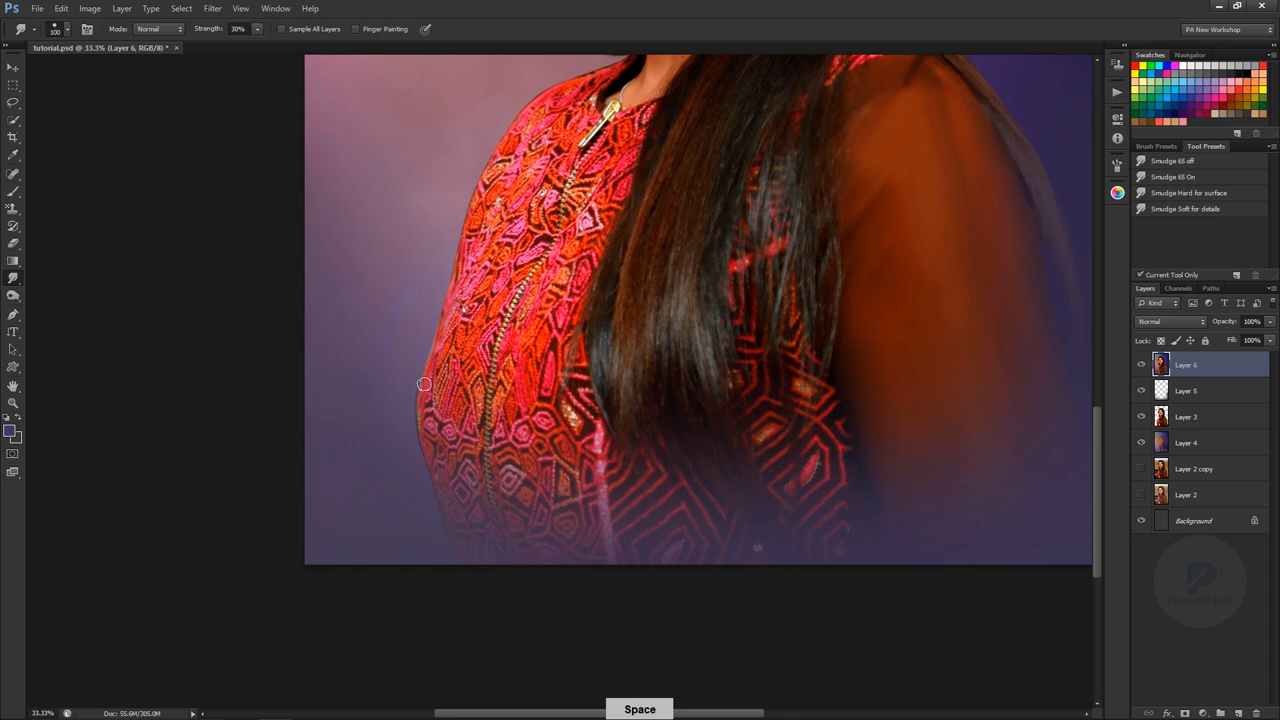 Ps File Edit Image Layer Type Select Filter View Window Help
100 Mode: Normal Strength: 30% Sample All Layers Finger Painting PA New Workshop
tutorial.psd @ 33.3% (Layer 6, RGB/8) * ×
Swatches Navigator
Brush Presets Tool Presets
Smudge 65 off
Smudge 65 On
Smudge Hard for surface
Smudge Soft for details
Current Tool Only
Layers Channels Paths
Kind
Normal Opacity: 100%
Lock: Fill: 100%
Layer 6
Layer 5
Layer 3
Layer 4
Layer 2 copy
Layer 2
Background
Space
33.33% Doc: 55.6M/305.0M